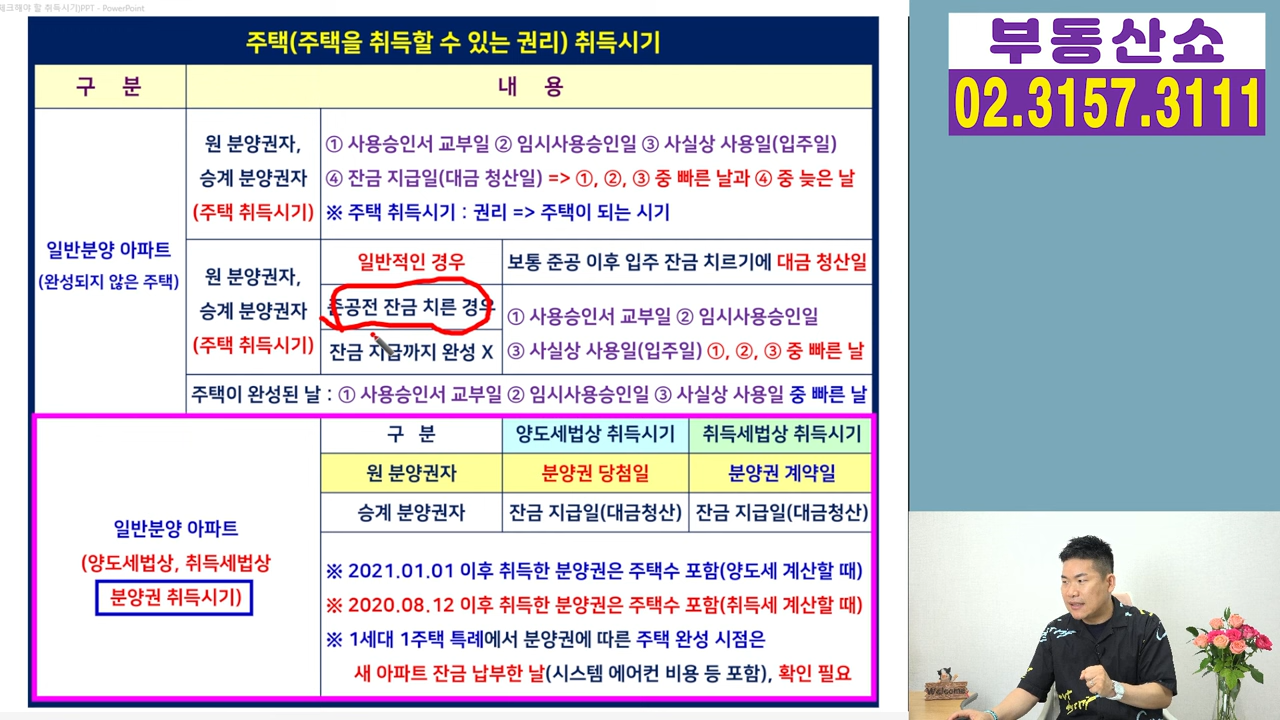 체크해야 할 취득시기)PPT - PowerPoint
주택(주택을 취득할 수 있는 권리) 취득시기
구 분
내 용
일반분양 아파트
(완성되지 않은 주택)
원 분양권자,
승계 분양권자
(주택 취득시기)
① 사용승인서 교부일 ② 임시사용승인일 ③ 사실상 사용일(입주일)
④ 잔금 지급일(대금 청산일) => ①, ②, ③ 중 빠른 날과 ④ 중 늦은 날
※ 주택 취득시기 : 권리 => 주택이 되는 시기
원 분양권자,
승계 분양권자
(주택 취득시기)
일반적인 경우
보통 준공 이후 입주 잔금 치르기에 대금 청산일
준공전 잔금 치른 경우
잔금 지급까지 완성 X
① 사용승인서 교부일 ② 임시사용승인일
③ 사실상 사용일(입주일) ①, ②, ③ 중 빠른 날
주택이 완성된 날 : ① 사용승인서 교부일 ② 임시사용승인일 ③ 사실상 사용일 중 빠른 날
일반분양 아파트
(양도세법상, 취득세법상
분양권 취득시기)
구 분
양도세법상 취득시기
취득세법상 취득시기
원 분양권자
분양권 당첨일
분양권 계약일
승계 분양권자
잔금 지급일(대금청산)
잔금 지급일(대금청산)
※ 2021.01.01 이후 취득한 분양권은 주택수 포함(양도세 계산할 때)
※ 2020.08.12 이후 취득한 분양권은 주택수 포함(취득세 계산할 때)
※ 1세대 1주택 특례에서 분양권에 따른 주택 완성 시점은
새 아파트 잔금 납부한 날(시스템 에어컨 비용 등 포함), 확인 필요
부동산쇼
02.3157.3111
Welcome